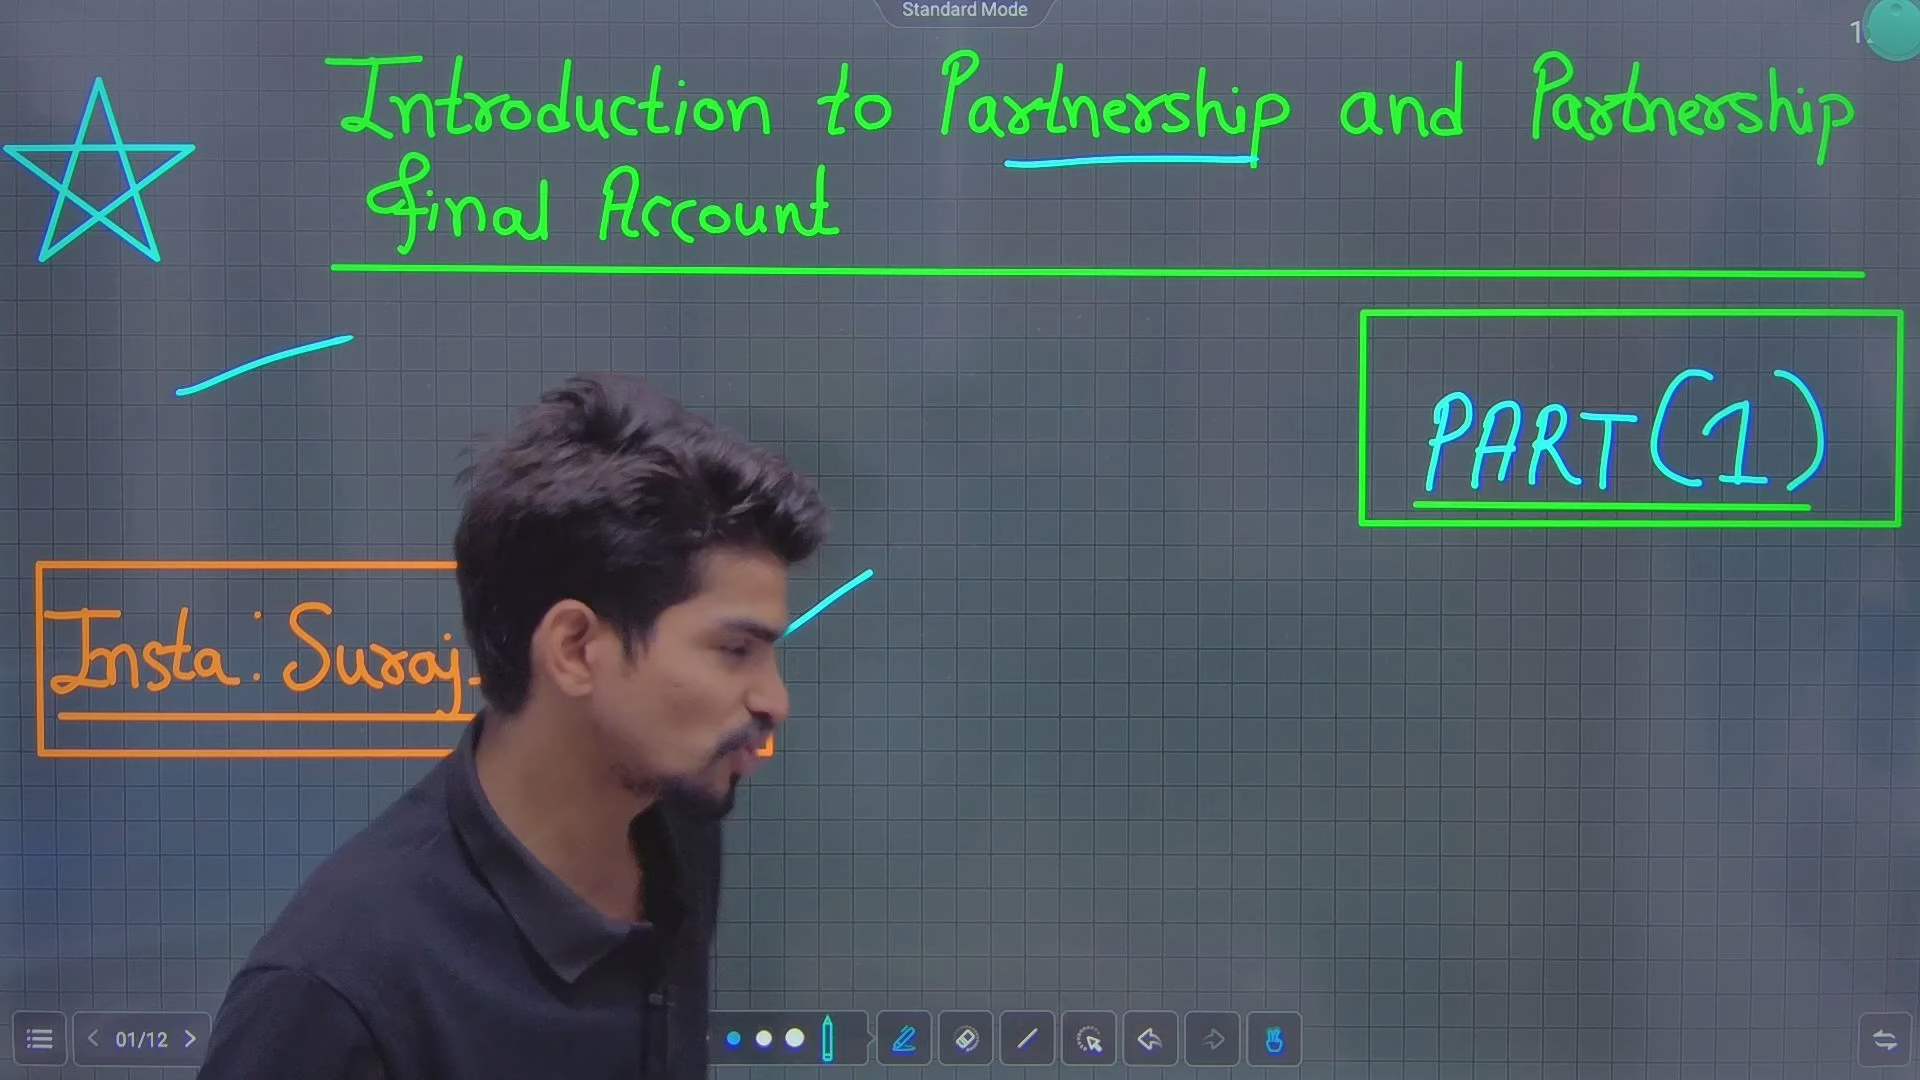 Standard Mode
Introduction to Partnership and Partnership
final Account
PART (1)
Insta: Suraj
01/12